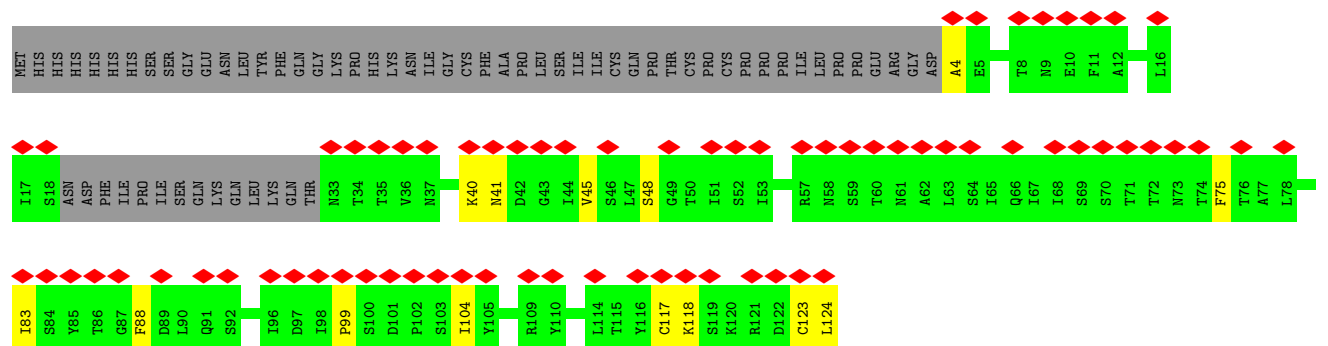 MET HIS HIS HIS HIS HIS HIS SER SER GLY GLU ASN LEU TYR PHE GLN GLY LYS PRO HIS LYS ASN ILE GLY CYS PHE ALA PRO LEU SER ILE ILE CYS GLN PRO THR CYS PRO CYS PRO PRO PRO ILE LEU PRO PRO GLU ARG GLY ASP A4 E5 T8 N9 E10 F11 A12 L16
I17 S18 ASN ASP PHE ILE PRO ILE SER GLN LYS GLN LEU LYS GLN THR N33 T34 T35 V36 N37 K40 N41 D42 G43 I44 V45 S46 L47 S48 G49 T50 I51 S52 I53 R57 N58 S59 T60 N61 A62 L63 S64 I65 Q66 I67 I68 S69 S70 T71 T72 N73 T74 F75 T76 A77 L78
I83 S84 Y85 T86 G87 F88 D89 L90 Q91 S92 I96 D97 I98 P99 S100 D101 P102 S103 I104 Y105 R109 Y110 L114 T115 Y116 C117 K118 S119 K120 R121 D122 C123 L124